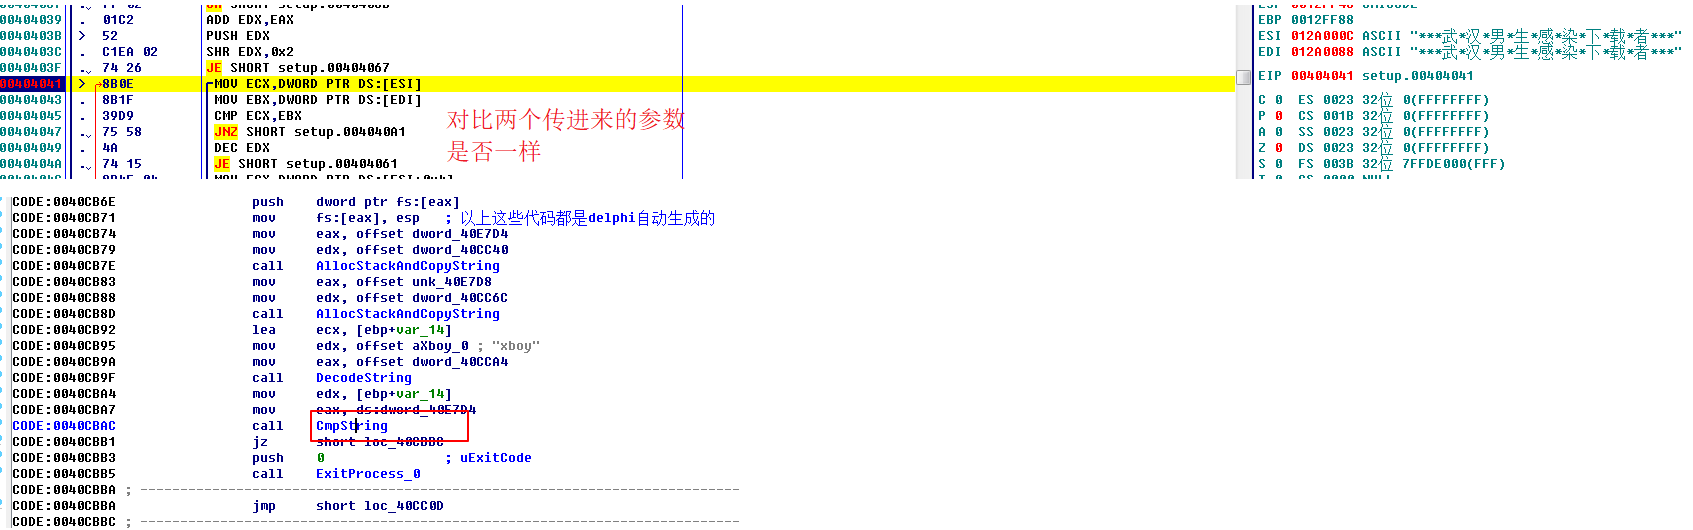 00404039 . 01C2 ADD EDX,EAX
0040403B > 52 PUSH EDX
0040403C . C1EA 02 SHR EDX,0x2
0040403F . 74 26 JE SHORT setup.00404067
00404041 > 8B0E MOV ECX,DWORD PTR DS:[ESI]
00404043 . 8B1F MOV EBX,DWORD PTR DS:[EDI]
00404045 . 39D9 CMP ECX,EBX
00404047 . 75 58 JNZ SHORT setup.004040A1
00404049 . 4A DEC EDX
0040404A . 74 15 JE SHORT setup.00404061
对比两个传进来的参数
是否一样
EBP 0012FF88
ESI 012A000C ASCII "***武*汉*男*生*感*染*下*载*者***"
EDI 012A0088 ASCII "***武*汉*男*生*感*染*下*载*者***"
EIP 00404041 setup.00404041
C 0 ES 0023 32位 0(FFFFFFFF)
P 0 CS 001B 32位 0(FFFFFFFF)
A 0 SS 0023 32位 0(FFFFFFFF)
Z 0 DS 0023 32位 0(FFFFFFFF)
S 0 FS 003B 32位 7FFDE000(FFF)
CODE:0040CB6E push dword ptr fs:[eax]
CODE:0040CB71 mov fs:[eax], esp ; 以上这些代码都是delphi自动生成的
CODE:0040CB74 mov eax, offset dword_40E7D4
CODE:0040CB79 mov edx, offset dword_40CC40
CODE:0040CB7E call AllocStackAndCopyString
CODE:0040CB83 mov eax, offset unk_40E7D8
CODE:0040CB88 mov edx, offset dword_40CC6C
CODE:0040CB8D call AllocStackAndCopyString
CODE:0040CB92 lea ecx, [ebp+var_14]
CODE:0040CB95 mov edx, offset aXboy_0 ; "xboy"
CODE:0040CB9A mov eax, offset dword_40CCA4
CODE:0040CB9F call DecodeString
CODE:0040CBA4 mov edx, [ebp+var_14]
CODE:0040CBA7 mov eax, ds:dword_40E7D4
CODE:0040CBAC call CmpString
CODE:0040CBB1 jz short loc_40CBBC
CODE:0040CBB3 push 0 ; uExitCode
CODE:0040CBB5 call ExitProcess_0
CODE:0040CBBA ; ---------------------------------------------------------------------------
CODE:0040CBBA jmp short loc_40CC0D
CODE:0040CBBC ; ---------------------------------------------------------------------------